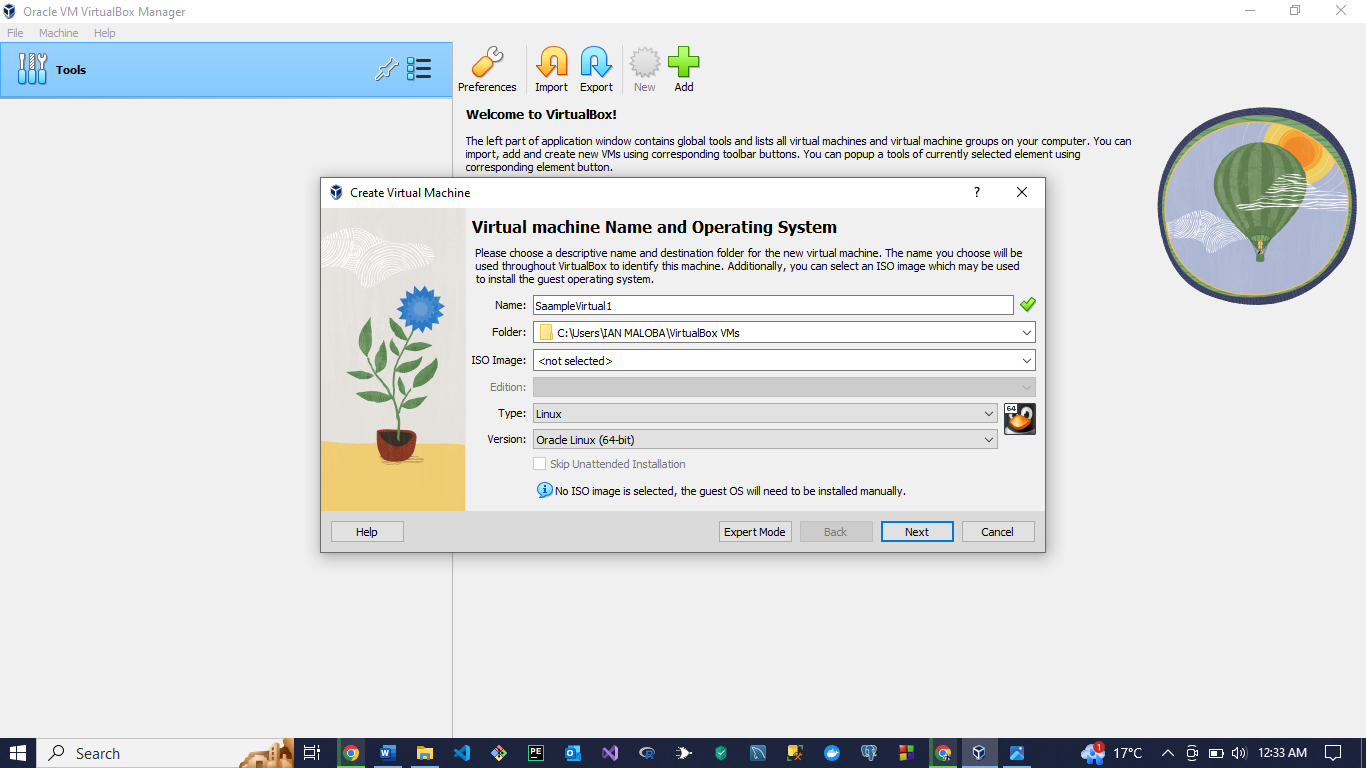 Oracle VM VirtualBox Manager
File Machine Help
Tools
Preferences Import Export New Add
Welcome to VirtualBox!
The left part of application window contains global tools and lists all virtual machines and virtual machine groups on your computer. You can
import, add and create new VMs using corresponding toolbar buttons. You can popup a tools of currently selected element using
corresponding element button.
Create Virtual Machine
?
Virtual machine Name and Operating System
Please choose a descriptive name and destination folder for the new virtual machine. The name you choose will be
used throughout VirtualBox to identify this machine. Additionally, you can select an ISO image which may be used
to install the guest operating system.
Name: SaampleVirtual1
Folder: C:\Users\IAN MALOBA\VirtualBox VMs
ISO Image: <not selected>
Edition:
Type: Linux
64
Version: Oracle Linux (64-bit)
Skip Unattended Installation
No ISO image is selected, the guest OS will need to be installed manually.
Help Expert Mode Back Next Cancel
Search
PE
1
17°C
12:33 AM